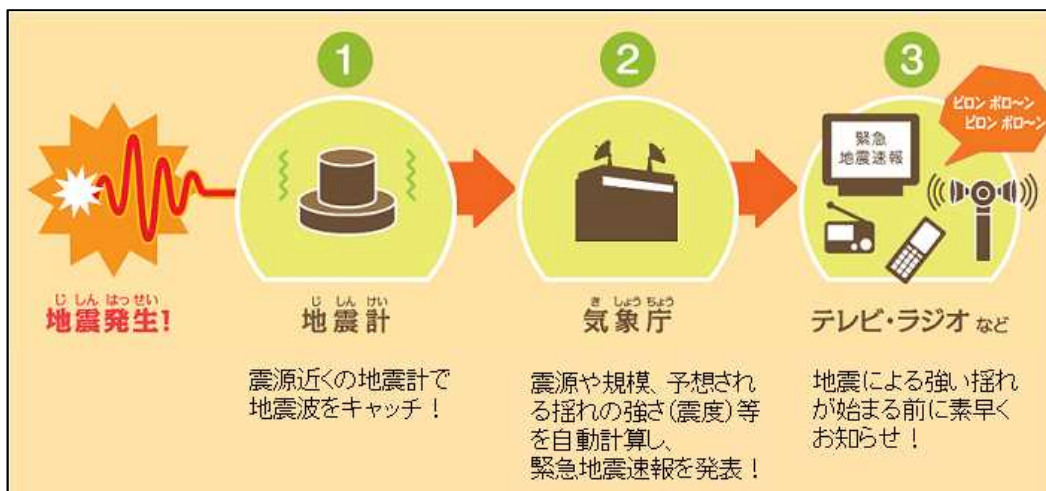 1
2
3
ピロン ポロ～ン
ピロン ポロ～ン
緊急
地震速報
じ しん はっ せい
地震発生!
じ しん けい
地震計
き しょう ちょう
気象庁
テレビ・ラジオ など
震源近くの地震計で
地震波をキャッチ！
震源や規模、予想され
る揺れの強さ(震度)等
を自動計算し、
緊急地震速報を発表！
地震による強い揺れ
が始まる前に素早く
お知らせ！